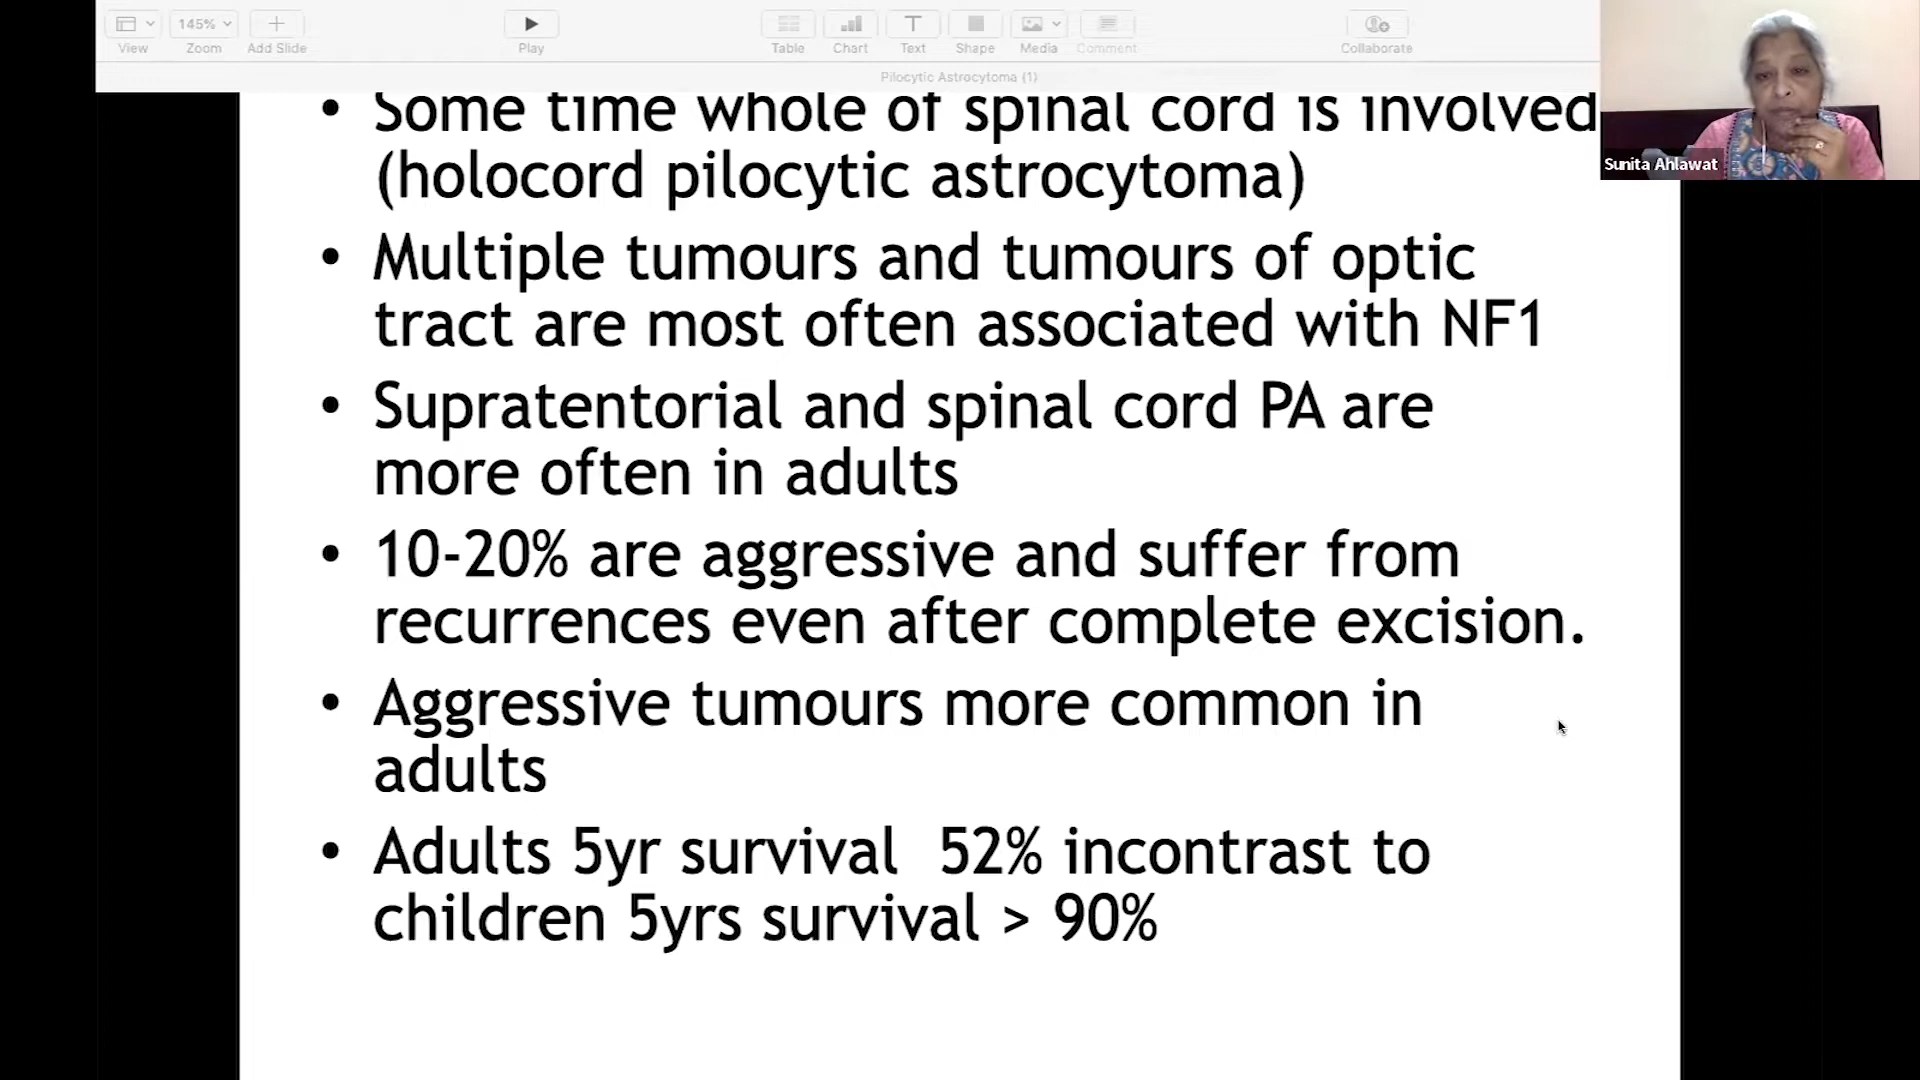 145%
View
Zoom
Add Slide
Play
Table
Chart
Text
Shape
Media
Comment
Collaborate
Pilocytic Astrocytoma (1)
Sunita Ahlawat
• Some time whole of spinal cord is involved
(holocord pilocytic astrocytoma)
• Multiple tumours and tumours of optic
tract are most often associated with NF1
• Supratentorial and spinal cord PA are
more often in adults
• 10-20% are aggressive and suffer from
recurrences even after complete excision.
• Aggressive tumours more common in
adults
• Adults 5yr survival  52% incontrast to
children 5yrs survival > 90%